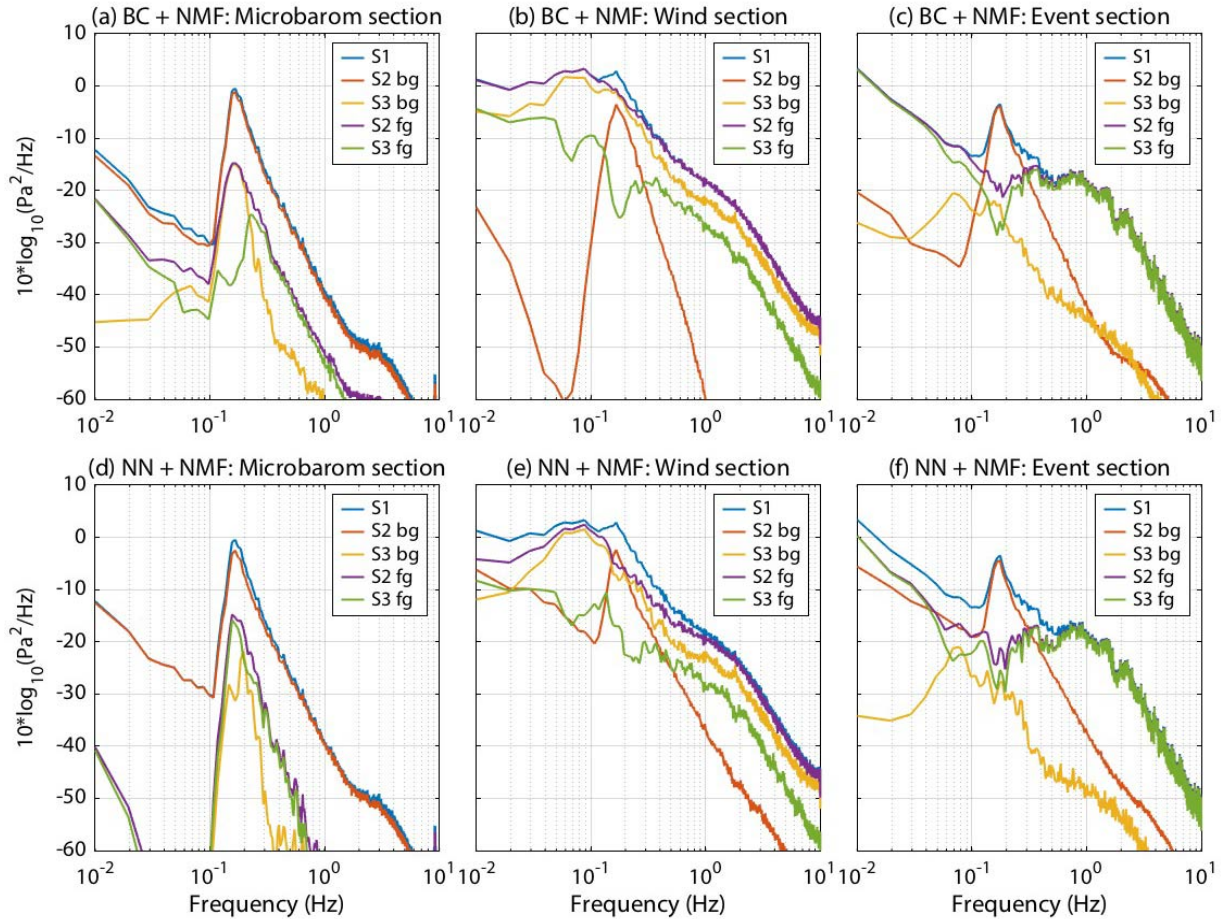 (a) BC + NMF: Microbarom section
(b) BC + NMF: Wind section
(c) BC + NMF: Event section
10*log10(Pa2/Hz)
10
0
-10
-20
-30
-40
-50
-60
S1
S2 bg
S3 bg
S2 fg
S3 fg
S1
S2 bg
S3 bg
S2 fg
S3 fg
S1
S2 bg
S3 bg
S2 fg
S3 fg
10-2 10-1 100 101
10-2 10-1 100 101
10-2 10-1 100 101
(d) NN + NMF: Microbarom section
(e) NN + NMF: Wind section
(f) NN + NMF: Event section
10*log10(Pa2/Hz)
10
0
-10
-20
-30
-40
-50
-60
S1
S2 bg
S3 bg
S2 fg
S3 fg
S1
S2 bg
S3 bg
S2 fg
S3 fg
S1
S2 bg
S3 bg
S2 fg
S3 fg
10-2 10-1 100 101
10-2 10-1 100 101
10-2 10-1 100 101
Frequency (Hz)
Frequency (Hz)
Frequency (Hz)